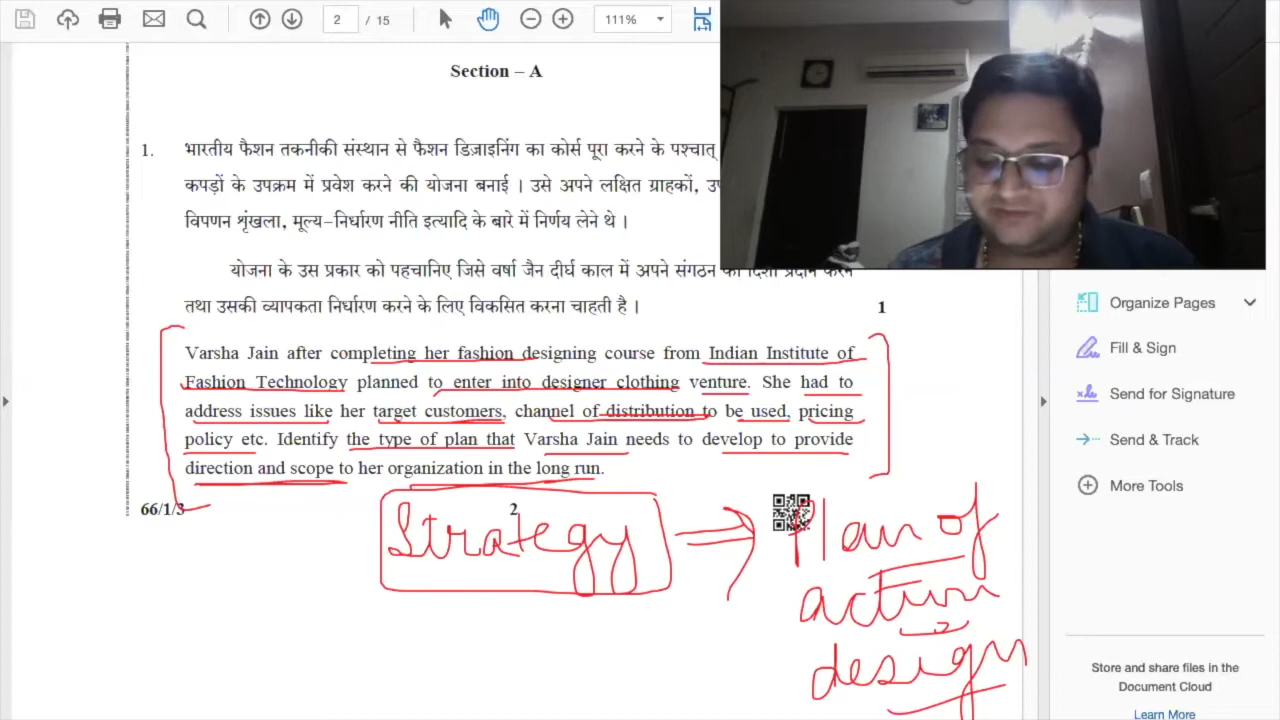 2 / 15
111%
Section – A
1. भारतीय फैशन तकनीकी संस्थान से फैशन डिज़ाइनिंग का कोर्स पूरा करने के पश्चात्
कपड़ों के उपक्रम में प्रवेश करने की योजना बनाई । उसे अपने लक्षित ग्राहकों,
विपणन शृंखला, मूल्य-निर्धारण नीति इत्यादि के बारे में निर्णय लेने थे ।
योजना के उस प्रकार को पहचानिए जिसे वर्षा जैन दीर्घ काल में अपने संगठन को दिशा प्रदान करने
तथा उसकी व्यापकता निर्धारण करने के लिए विकसित करना चाहती है । 1
Varsha Jain after completing her fashion designing course from Indian Institute of
Fashion Technology planned to enter into designer clothing venture. She had to
address issues like her target customers, channel of distribution to be used, pricing
policy etc. Identify the type of plan that Varsha Jain needs to develop to provide
direction and scope to her organization in the long run.
66/1/3 2
Strategy
Plan of
action
design
Organize Pages
Fill & Sign
Send for Signature
Send & Track
More Tools
Store and share files in the
Document Cloud
Learn More